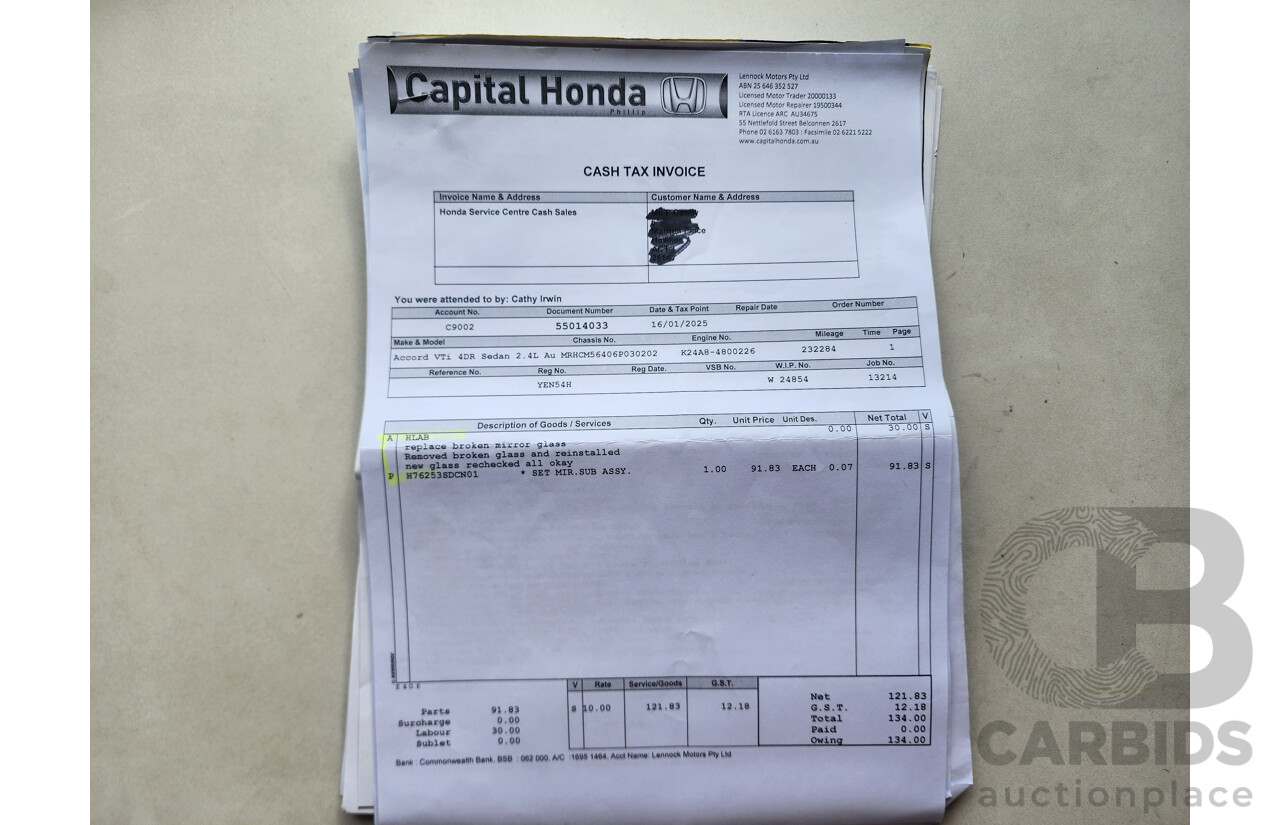 Capital Honda
Phillip
Lennock Motors Pty Ltd
ABN 25 646 352 527
Licensed Motor Trader 20000133
Licensed Motor Repairer 19500344
RTA Licence ARC AU34675
55 Nettlefold Street Belconnen 2617
Phone 02 6163 7803 : Facsimile 02 6221 5222
www.capitalhonda.com.au
CASH TAX INVOICE
Invoice Name & Address Customer Name & Address
Honda Service Centre Cash Sales
You were attended to by: Cathy Irwin
Account No. Document Number Date & Tax Point Repair Date Order Number
C9002 55014033 16/01/2025
Make & Model Chassis No. Engine No. Mileage Time Page
Accord VTi 4DR Sedan 2.4L Au MRHCM56406P030202 K24A8-4800226 232284 1
Reference No. Reg No. Reg Date. VSB No. W.I.P. No. Job No.
YEN54H W 24854 13214
Description of Goods / Services Qty. Unit Price Unit Des. Net Total V
A HLAB 0.00 30.00 S
replace broken mirror glass
Removed broken glass and reinstalled
new glass rechecked all okay
P H76253SDCN01 * SET MIR.SUB ASSY. 1.00 91.83 EACH 0.07 91.83 S
E & O E
V Rate Service/Goods G.S.T.
S 10.00 121.83 12.18
Parts 91.83
Surcharge 0.00
Labour 30.00
Sublet 0.00
Net 121.83
G.S.T. 12.18
Total 134.00
Paid 0.00
Owing 134.00
Bank : Commonwealth Bank, BSB : 062 000, A/C :1695 1464, Acct Name: Lennock Motors Pty Ltd
CB
CARBIDS
auctionplace